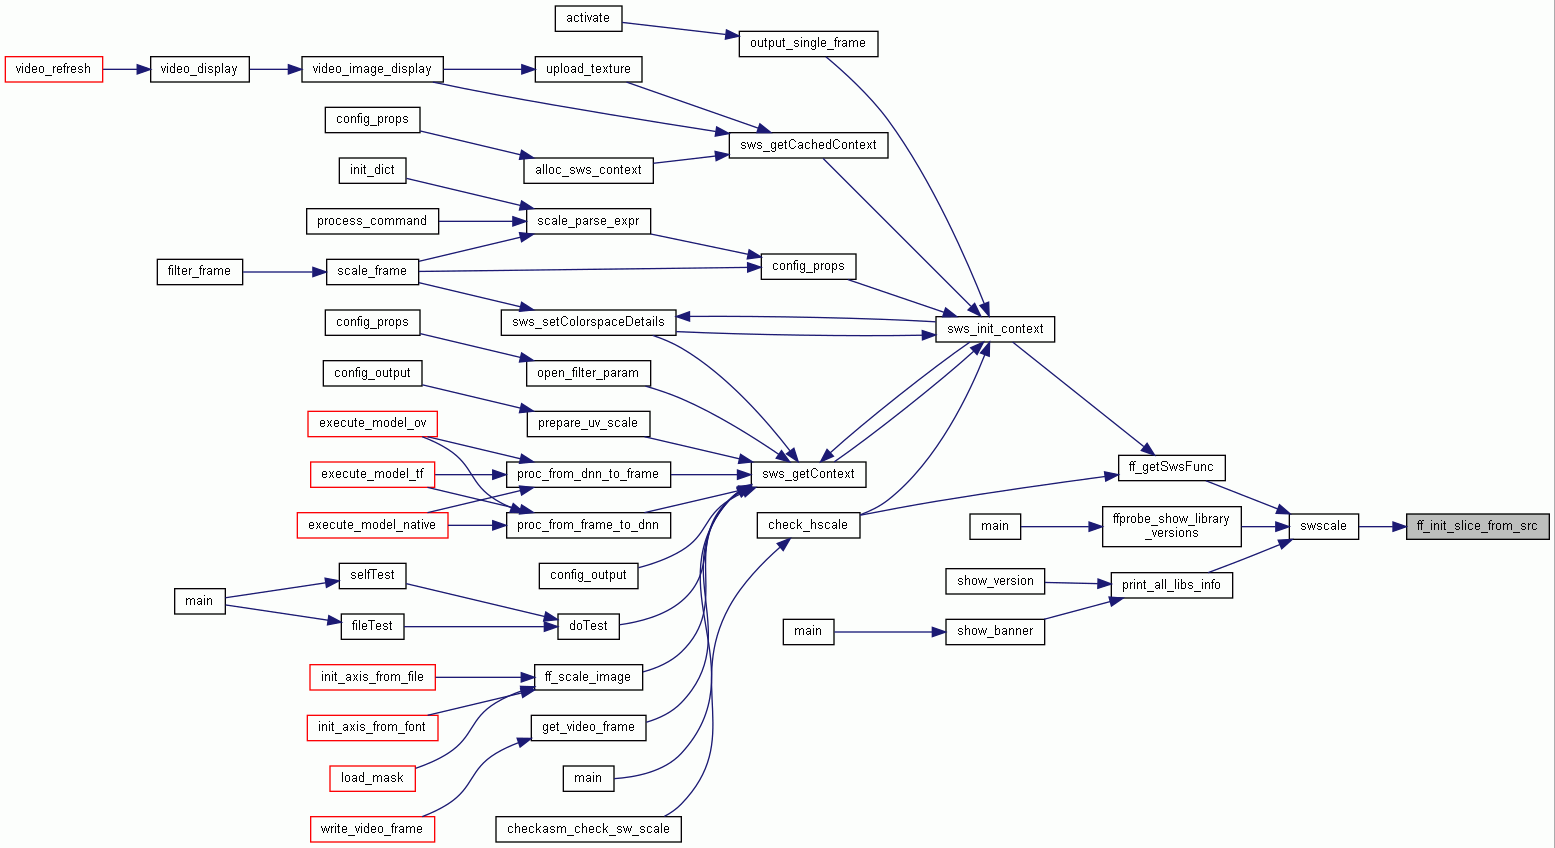 activate
output_single_frame
video_refresh
video_display
video_image_display
upload_texture
config_props
sws_getCachedContext
init_dict
alloc_sws_context
process_command
scale_parse_expr
filter_frame
scale_frame
config_props
config_props
sws_setColorspaceDetails
sws_init_context
config_output
open_filter_param
execute_model_ov
prepare_uv_scale
execute_model_tf
proc_from_dnn_to_frame
sws_getContext
ff_getSwsFunc
execute_model_native
proc_from_frame_to_dnn
check_hscale
main
ffprobe_show_library
_versions
swscale
ff_init_slice_from_src
selfTest
config_output
show_version
print_all_libs_info
main
fileTest
doTest
main
show_banner
init_axis_from_file
ff_scale_image
init_axis_from_font
get_video_frame
load_mask
main
write_video_frame
checkasm_check_sw_scale